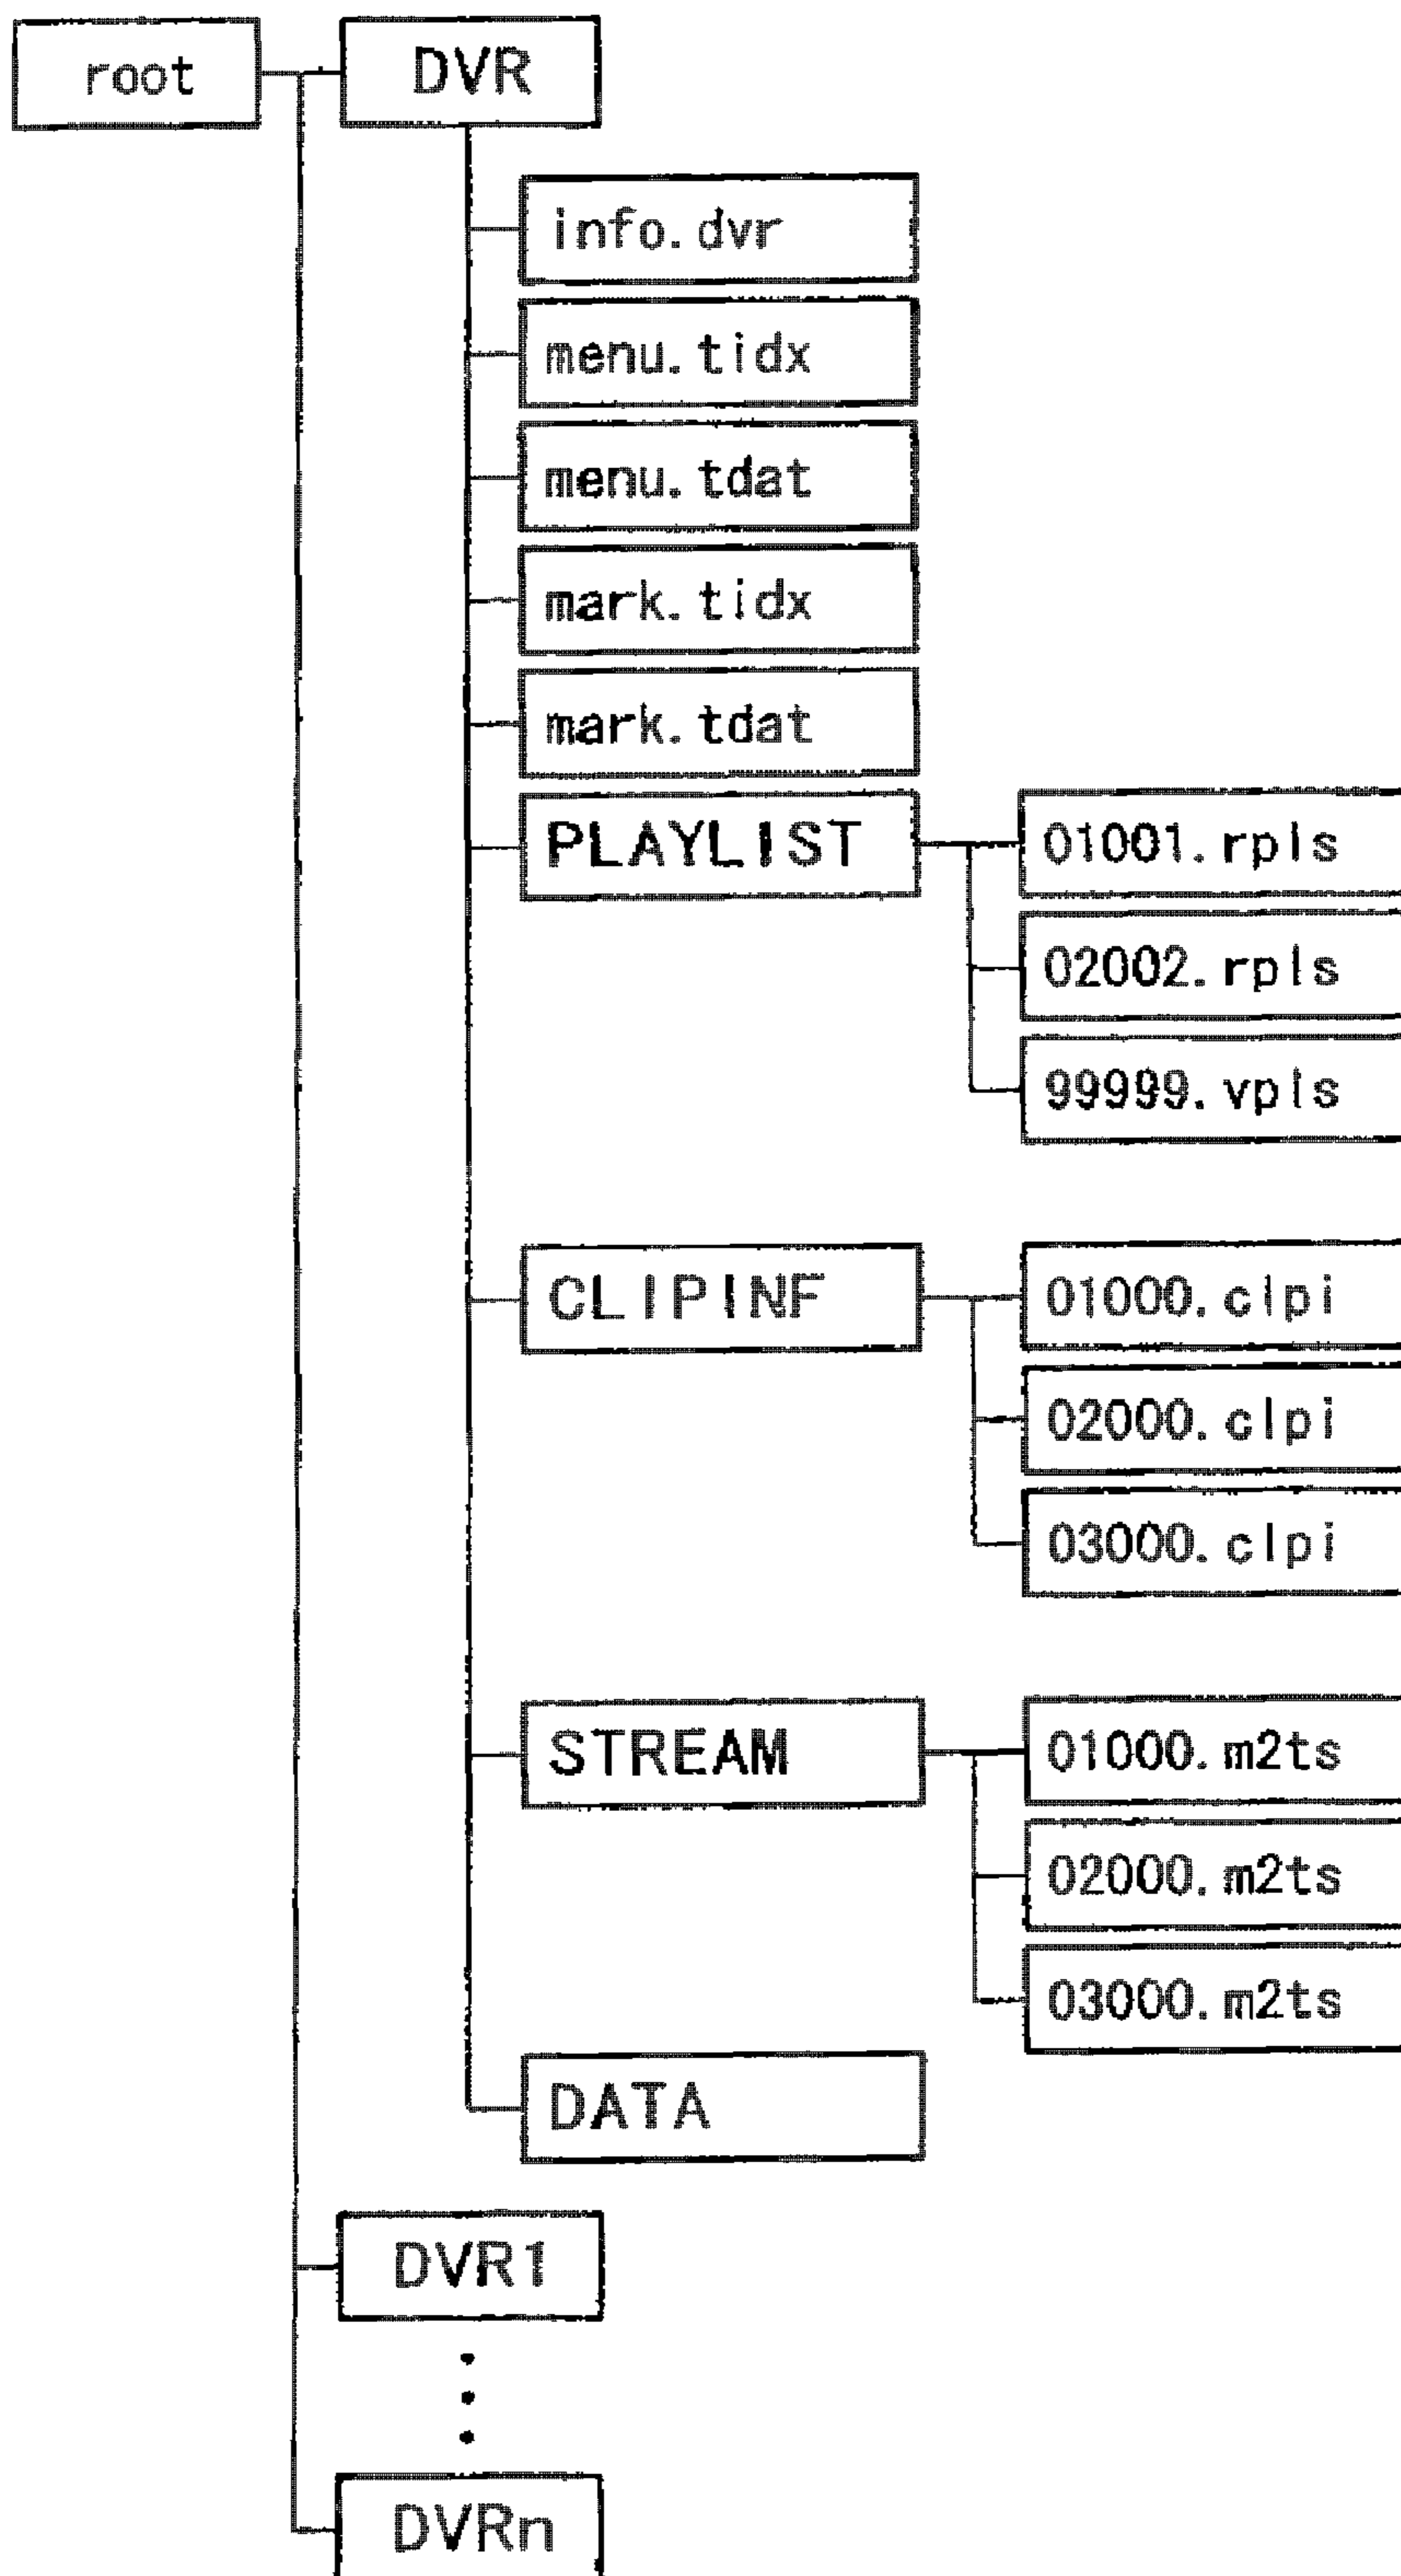 root
DVR
info.dvr
menu.tidx
menu.tdat
mark.tidx
mark.tdat
PLAYLIST
01001.rpls
02002.rpls
99999.vpls
CLIPINF
01000.clpi
02000.clpi
03000.clpi
STREAM
01000.m2ts
02000.m2ts
03000.m2ts
DATA
DVR1
DVRn